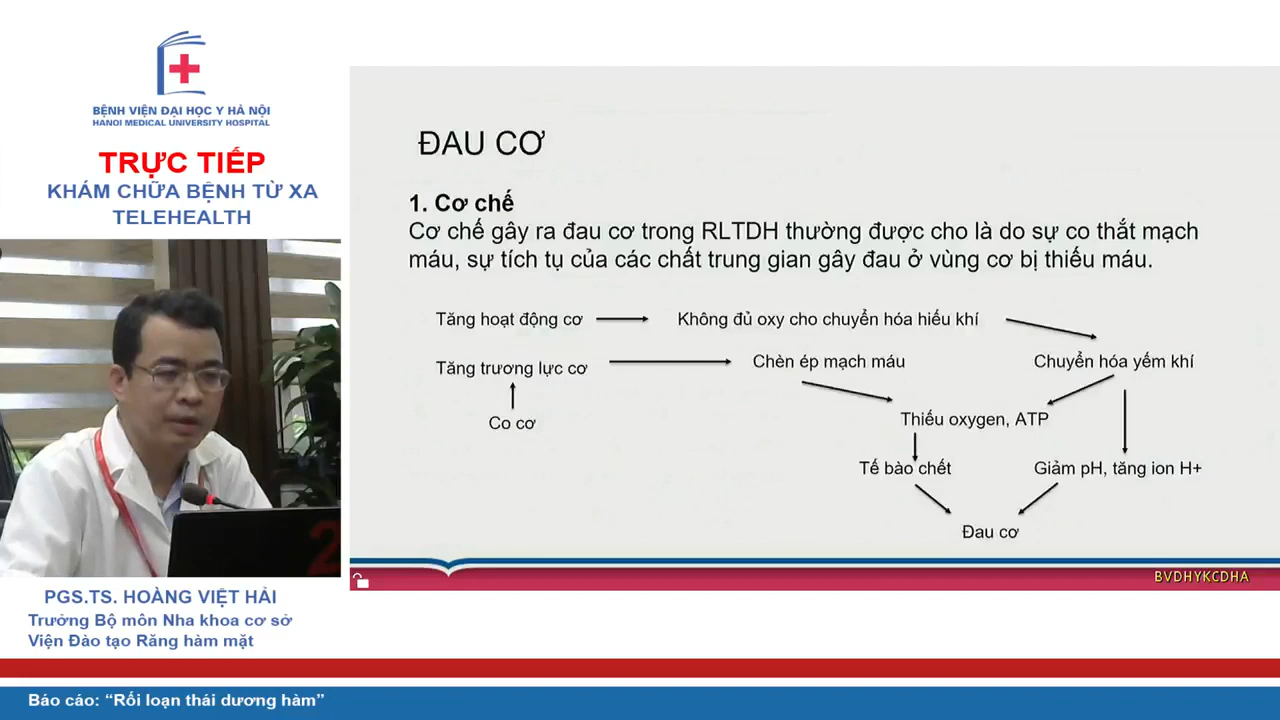 BỆNH VIỆN ĐẠI HỌC Y HÀ NỘI
HANOI MEDICAL UNIVERSITY HOSPITAL
TRỰC TIẾP
KHÁM CHỮA BỆNH TỪ XA
TELEHEALTH
ĐAU CƠ
1. Cơ chế
Cơ chế gây ra đau cơ trong RLTDH thường được cho là do sự co thắt mạch
máu, sự tích tụ của các chất trung gian gây đau ở vùng cơ bị thiếu máu.
Tăng hoạt động cơ
Không đủ oxy cho chuyển hóa hiếu khí
Tăng trương lực cơ
Chèn ép mạch máu
Chuyển hóa yếm khí
Co cơ
Thiếu oxygen, ATP
Tế bào chết
Giảm pH, tăng ion H+
Đau cơ
BVDHYKCDHA
PGS.TS. HOÀNG VIỆT HẢI
Trưởng Bộ môn Nha khoa cơ sở
Viện Đào tạo Răng hàm mặt
Báo cáo: “Rối loạn thái dương hàm”